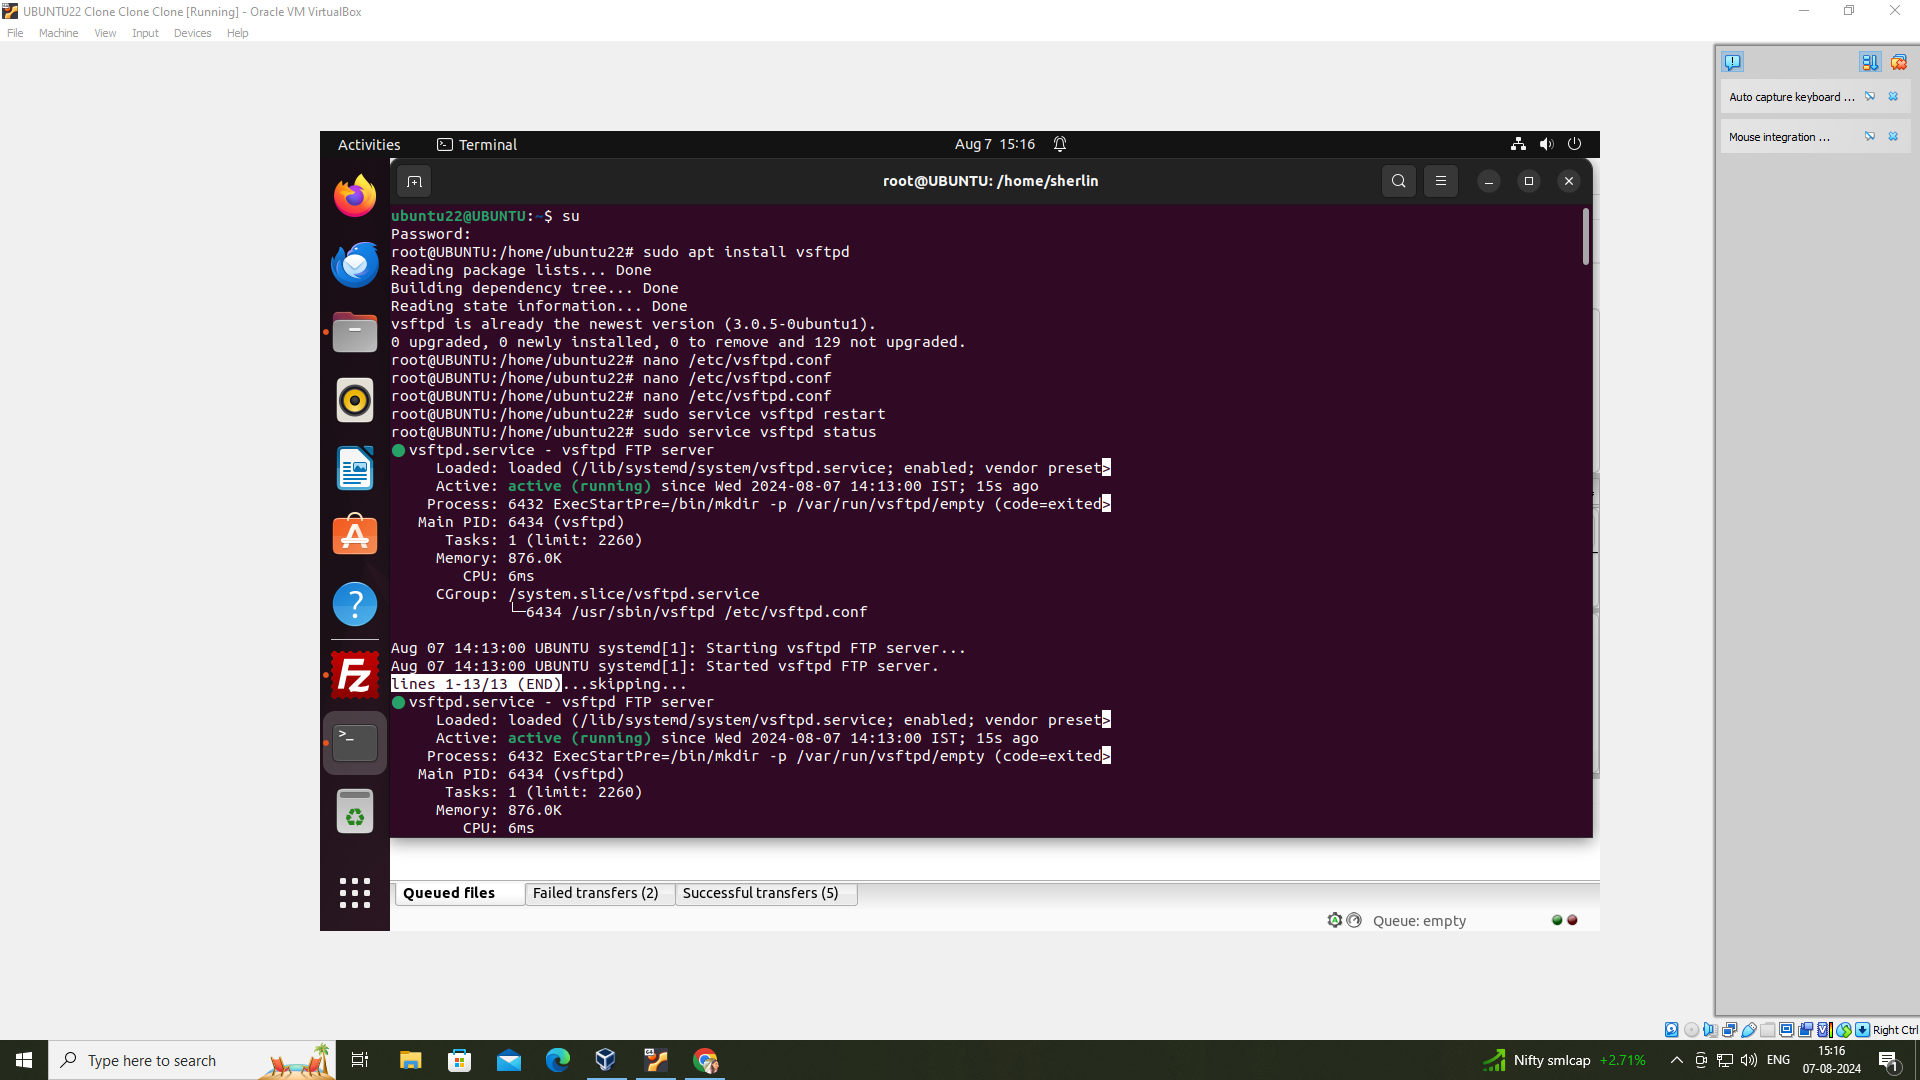 UBUNTU22 Clone Clone Clone [Running] - Oracle VM VirtualBox
File Machine View Input Devices Help
Auto capture keyboard ...
Mouse integration ...
Activities Terminal Aug 7 15:16
root@UBUNTU: /home/sherlin
ubuntu22@UBUNTU:~$ su
Password:
root@UBUNTU:/home/ubuntu22# sudo apt install vsftpd
Reading package lists... Done
Building dependency tree... Done
Reading state information... Done
vsftpd is already the newest version (3.0.5-0ubuntu1).
0 upgraded, 0 newly installed, 0 to remove and 129 not upgraded.
root@UBUNTU:/home/ubuntu22# nano /etc/vsftpd.conf
root@UBUNTU:/home/ubuntu22# nano /etc/vsftpd.conf
root@UBUNTU:/home/ubuntu22# nano /etc/vsftpd.conf
root@UBUNTU:/home/ubuntu22# sudo service vsftpd restart
root@UBUNTU:/home/ubuntu22# sudo service vsftpd status
vsftpd.service - vsftpd FTP server
Loaded: loaded (/lib/systemd/system/vsftpd.service; enabled; vendor preset>
Active: active (running) since Wed 2024-08-07 14:13:00 IST; 15s ago
Process: 6432 ExecStartPre=/bin/mkdir -p /var/run/vsftpd/empty (code=exited>
Main PID: 6434 (vsftpd)
Tasks: 1 (limit: 2260)
Memory: 876.0K
CPU: 6ms
CGroup: /system.slice/vsftpd.service
└─6434 /usr/sbin/vsftpd /etc/vsftpd.conf
Aug 07 14:13:00 UBUNTU systemd[1]: Starting vsftpd FTP server...
Aug 07 14:13:00 UBUNTU systemd[1]: Started vsftpd FTP server.
lines 1-13/13 (END)...skipping...
vsftpd.service - vsftpd FTP server
Loaded: loaded (/lib/systemd/system/vsftpd.service; enabled; vendor preset>
Active: active (running) since Wed 2024-08-07 14:13:00 IST; 15s ago
Process: 6432 ExecStartPre=/bin/mkdir -p /var/run/vsftpd/empty (code=exited>
Main PID: 6434 (vsftpd)
Tasks: 1 (limit: 2260)
Memory: 876.0K
CPU: 6ms
Queued files Failed transfers (2) Successful transfers (5)
Queue: empty
Right Ctrl
Type here to search
Nifty smlcap +2.71%
ENG
15:16
07-08-2024
1